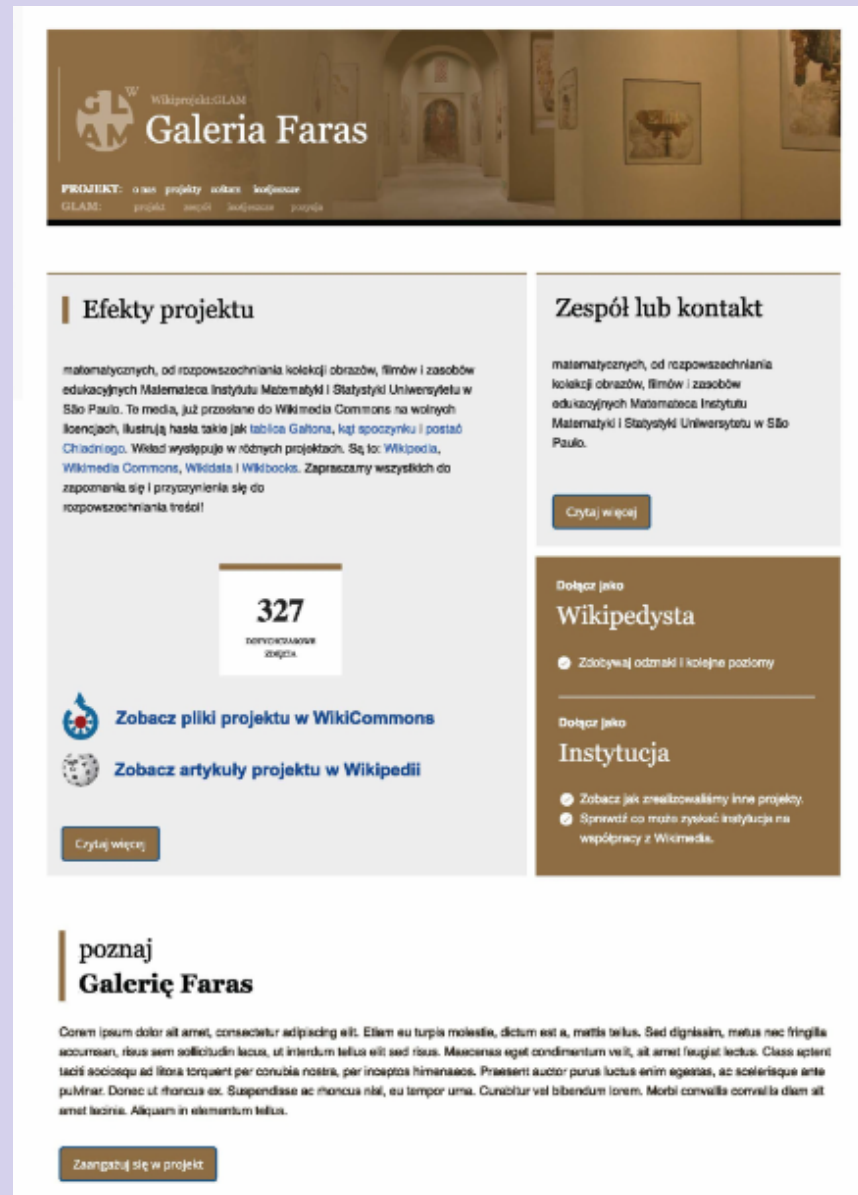 GLAM
W
Wikiprojekt:GLAM
Galeria Faras
PROJEKT: o nas projekty
GLAM: projekt zespół
Efekty projektu
matematycznych, od rozpowszechniania kolekcji obrazów, filmów i zasobów
edukacyjnych Matemateca Instytutu Matematyki i Statystyki Uniwersytetu w
São Paulo. Te media, już przesłane do Wikimedia Commons na wolnych
licencjach, ilustrują hasła takie jak tablica Galtona, kąt spoczynku i postać
Chladniego. Wkład występuje w różnych projektach. Są to: Wikipedia,
Wikimedia Commons, Wikidata i Wikibooks. Zapraszamy wszystkich do
zapoznania się i przyczynienia się do
rozpowszechniania treści!
327
DOTYCHCZASOWE
ZDJĘCIA
Zobacz pliki projektu w WikiCommons
Zobacz artykuły projektu w Wikipedii
Czytaj więcej
Zespół lub kontakt
matematycznych, od rozpowszechniania
kolekcji obrazów, filmów i zasobów
edukacyjnych Matemateca Instytutu
Matematyki i Statystyki Uniwersytetu w São
Paulo.
Czytaj więcej
Dołącz jako
Wikipedysta
Zdobywaj odznaki i kolejne poziomy
Dołącz jako
Instytucja
Zobacz jak zrealizowaliśmy inne projekty.
Sprawdź co może zyskać instytucja na
współpracy z Wikimedia.
poznaj
Galerię Faras
Corem ipsum dolor sit amet, consectetur adipiscing elit. Etiam eu turpis molestie, dictum est a, mattis tellus. Sed dignissim, metus nec fringilla
accumsan, risus sem sollicitudin lacus, ut interdum tellus elit sed risus. Maecenas eget condimentum velit, sit amet feugiat lectus. Class aptent
taciti sociosqu ad litora torquent per conubia nostra, per inceptos himenaeos. Praesent auctor purus luctus enim egestas, ac scelerisque ante
pulvinar. Donec ut rhoncus ex. Suspendisse ac rhoncus nisl, eu tempor urna. Curabitur vel bibendum lorem. Morbi convallis convallis diam sit
amet lacinia. Aliquam in elementum tellus.
Zaangażuj się w projekt